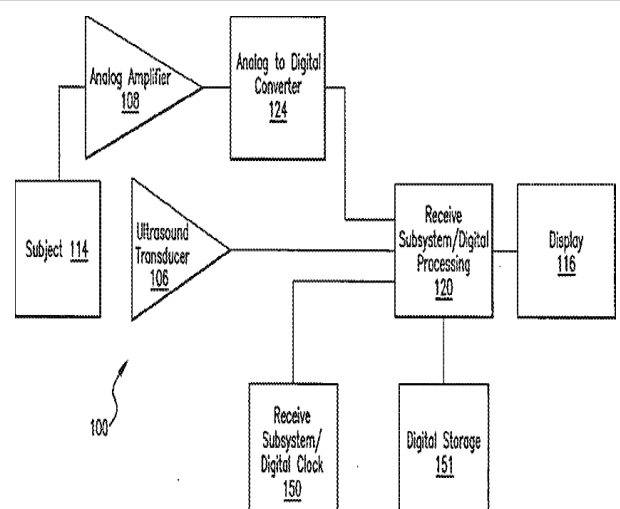 Analog Amplifier
108
Analog to Digital
Converter
124
Subject 114
Ultrasound
Transducer
106
Receive
Subsystem/Digital
Processing
120
Display
116
100
Receive
Subsystem/
Digital Clock
150
Digital Storage
151